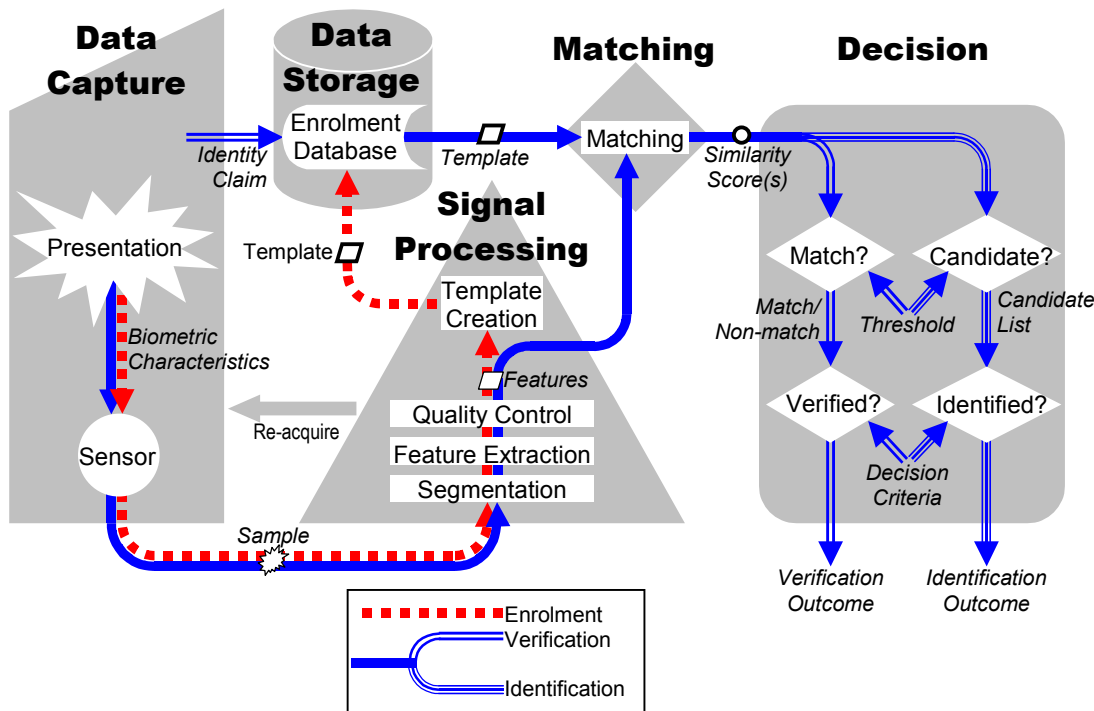 Data
Capture
Data
Storage
Matching
Decision
Enrolment
Database
Identity
Claim
Template
Matching
Similarity
Score(s)
Signal
Processing
Presentation
Template
Template
Creation
Match?
Candidate?
Biometric
Characteristics
Match/
Non-match
Threshold
Candidate
List
Features
Re-acquire
Quality Control
Feature Extraction
Segmentation
Sensor
Verified?
Identified?
Decision
Criteria
Sample
Verification
Outcome
Identification
Outcome
Enrolment
Verification
Identification